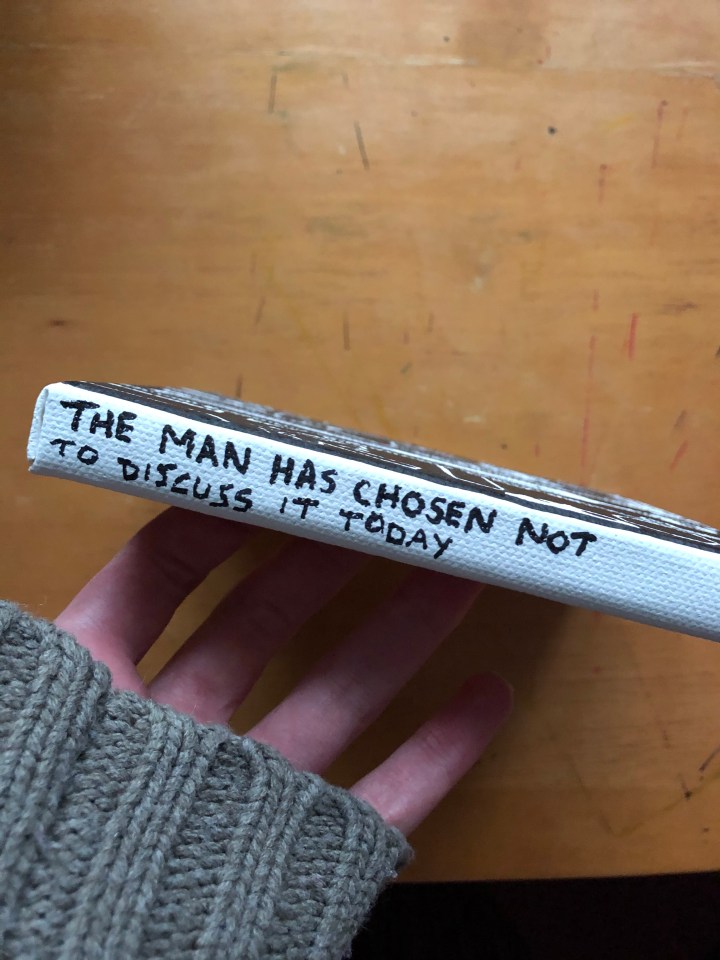 THE MAN HAS CHOSEN NOT
TO DISCUSS IT TODAY